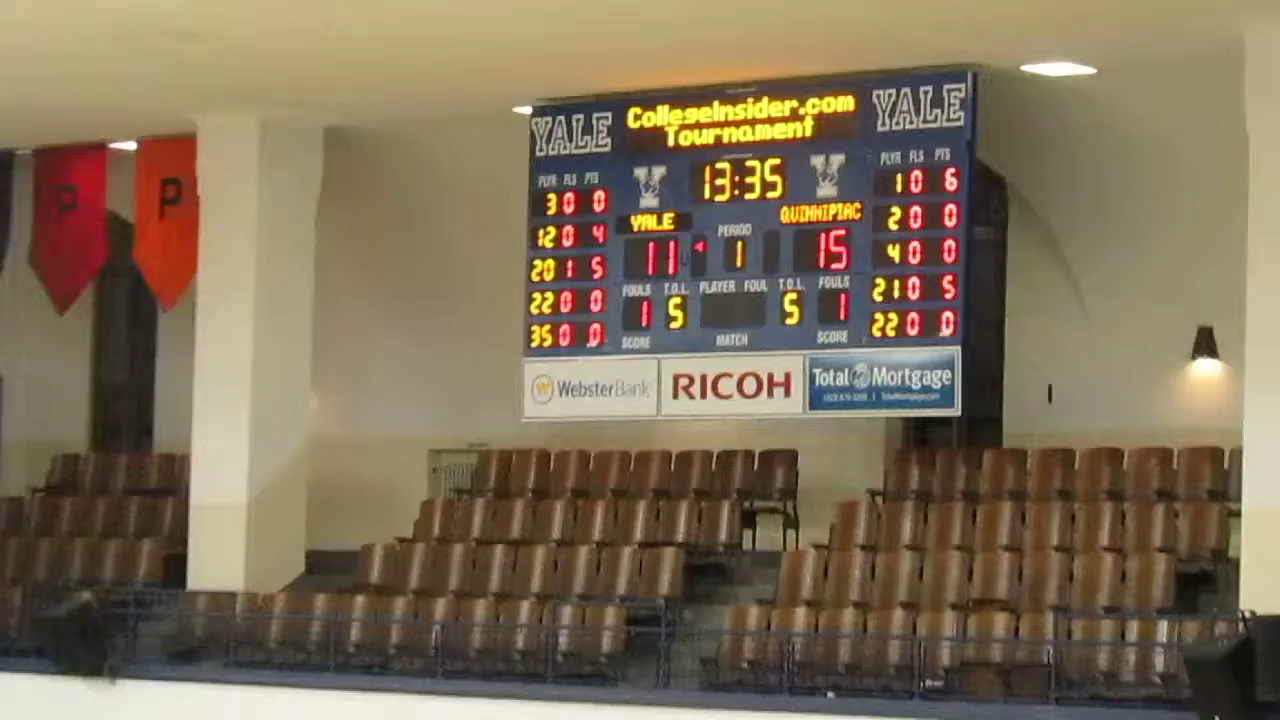 P
P
YALE
CollegeInsider.com
Tournament
YALE
PLYR FLS PTS
13:35
PLYR FLS PTS
3 0 0
Y
Y
1 0 6
12 0 4
YALE
PERIOD
QUINNIPIAC
2 0 0
20 1 5
11
1
15
4 0 0
22 0 0
FOULS T.O.L. PLAYER FOUL T.O.L. FOULS
21 0 5
35 0 0
1 5 5 1
22 0 0
SCORE MATCH SCORE
WebsterBank
RICOH
Total Mortgage